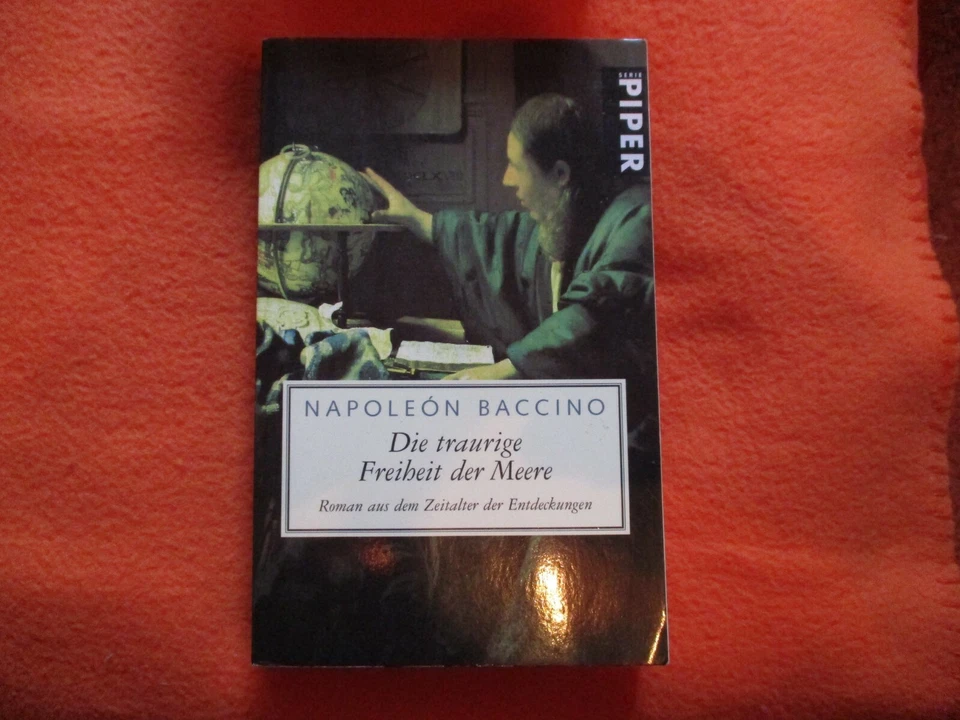 SERIE
PIPER
NAPOLEÓN BACCINO
Die traurige
Freiheit der Meere
Roman aus dem Zeitalter der Entdeckungen